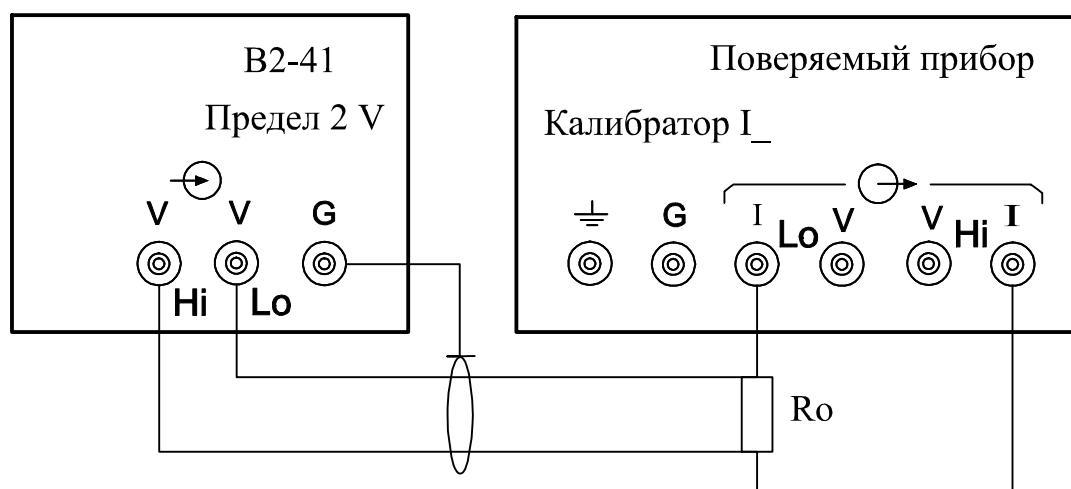 В2-41
Предел 2 V
V V G
Hi Lo
Поверяемый прибор
Калибратор I_
G I Lo V V Hi I
Ro